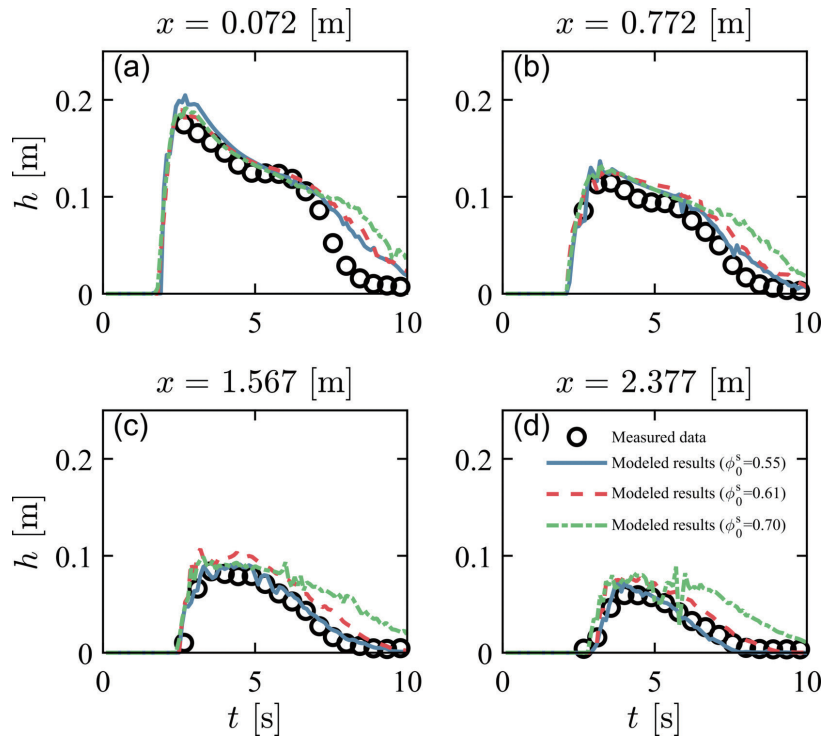 x = 0.072 [m]
x = 0.772 [m]
(a)
(b)
h [m]
0.2
0.1
0
0.2
0.1
0
0
5
10
0
5
10
x = 1.567 [m]
x = 2.377 [m]
(c)
(d)
h [m]
0.2
0.1
0
0.2
0.1
0
Measured data
Modeled results (ϕ₀ˢ=0.55)
Modeled results (ϕ₀ˢ=0.61)
Modeled results (ϕ₀ˢ=0.70)
0
5
10
0
5
10
t [s]
t [s]